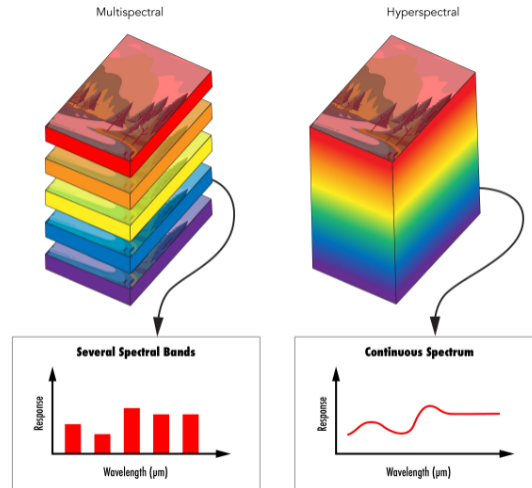 Multispectral
Hyperspectral
Several Spectral Bands
Response
Wavelength (μm)
Continuous Spectrum
Response
Wavelength (μm)